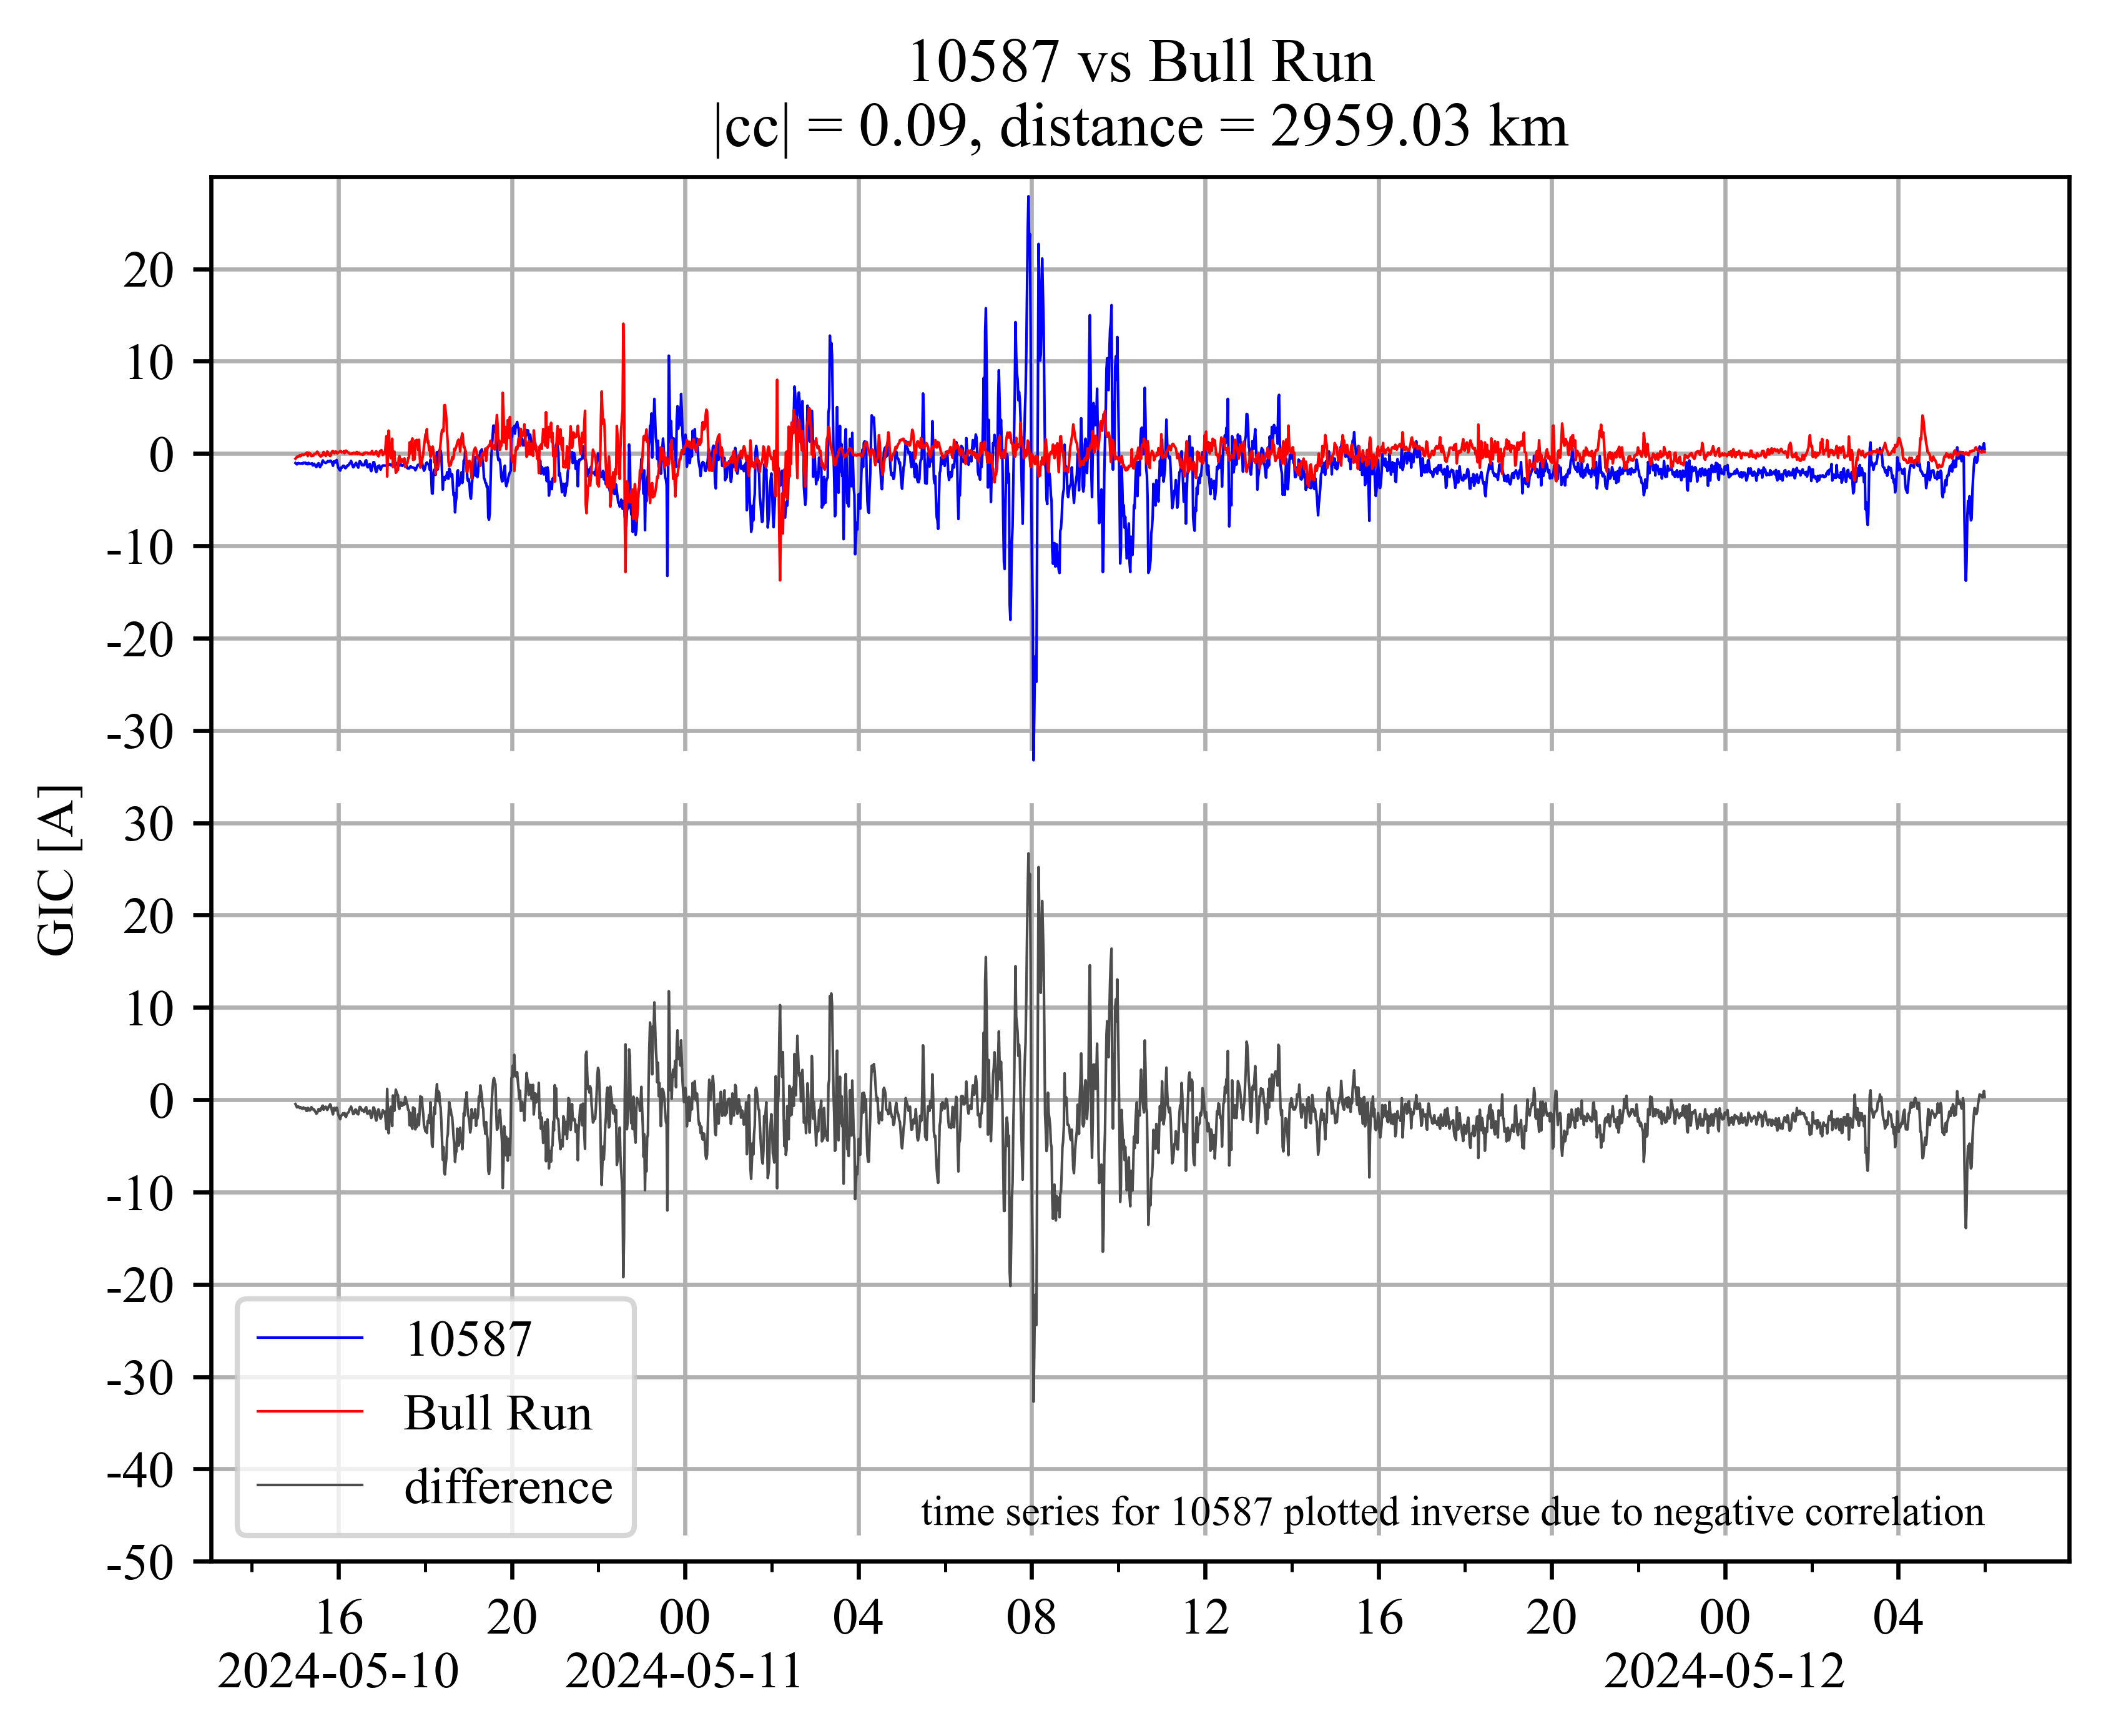 10587 vs Bull Run
|cc| = 0.09, distance = 2959.03 km
GIC [A]
20
10
0
-10
-20
-30
30
20
10
0
-10
-20
-30
-40
-50
10587
Bull Run
difference
time series for 10587 plotted inverse due to negative correlation
16 20 00 04 08 12 16 20 00 04
2024-05-10 2024-05-11 2024-05-12